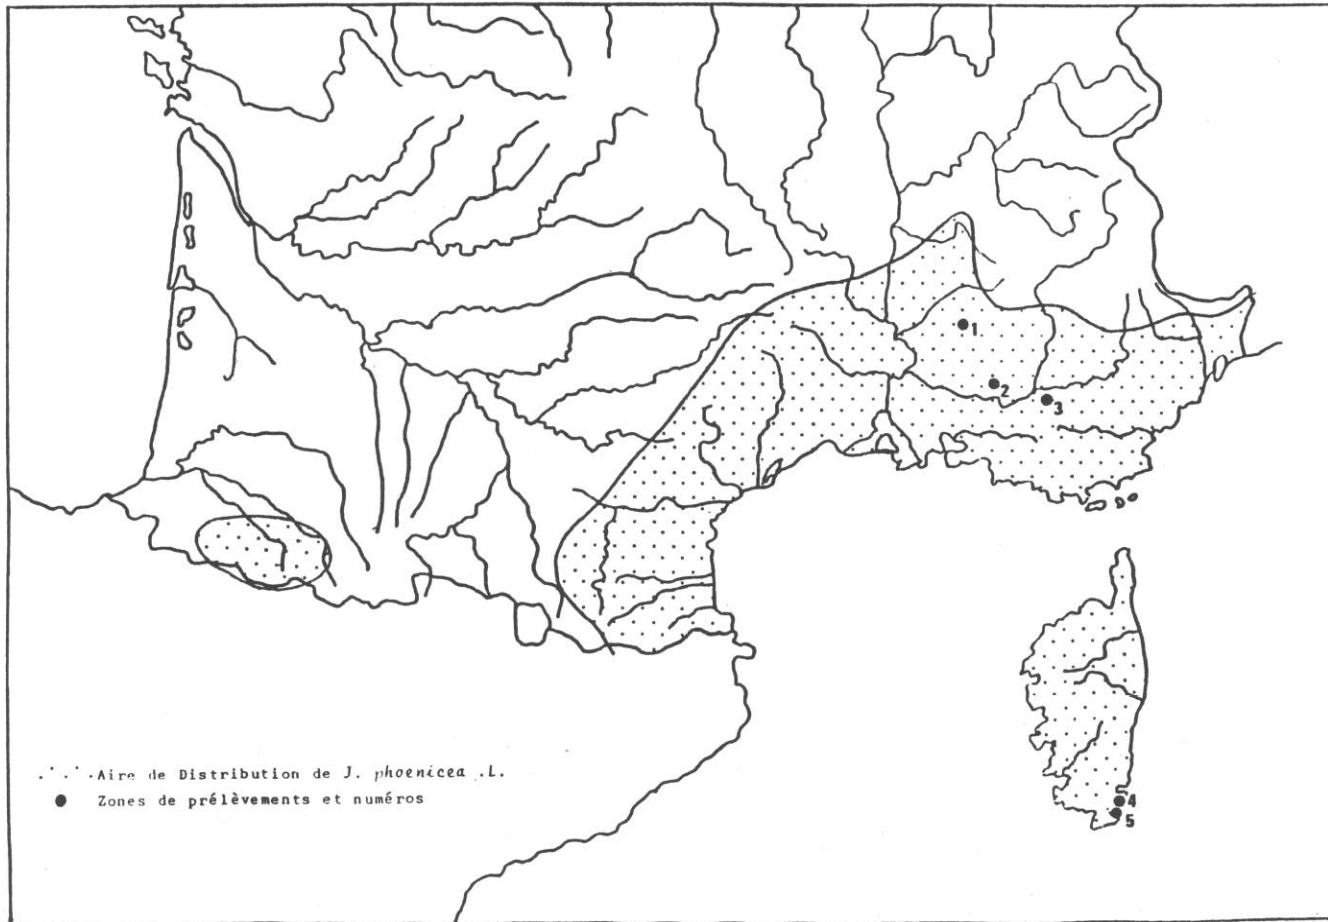 1
2
3
Aire de Distribution de J. phoenicea .L.
Zones de prélèvements et numéros
4
5